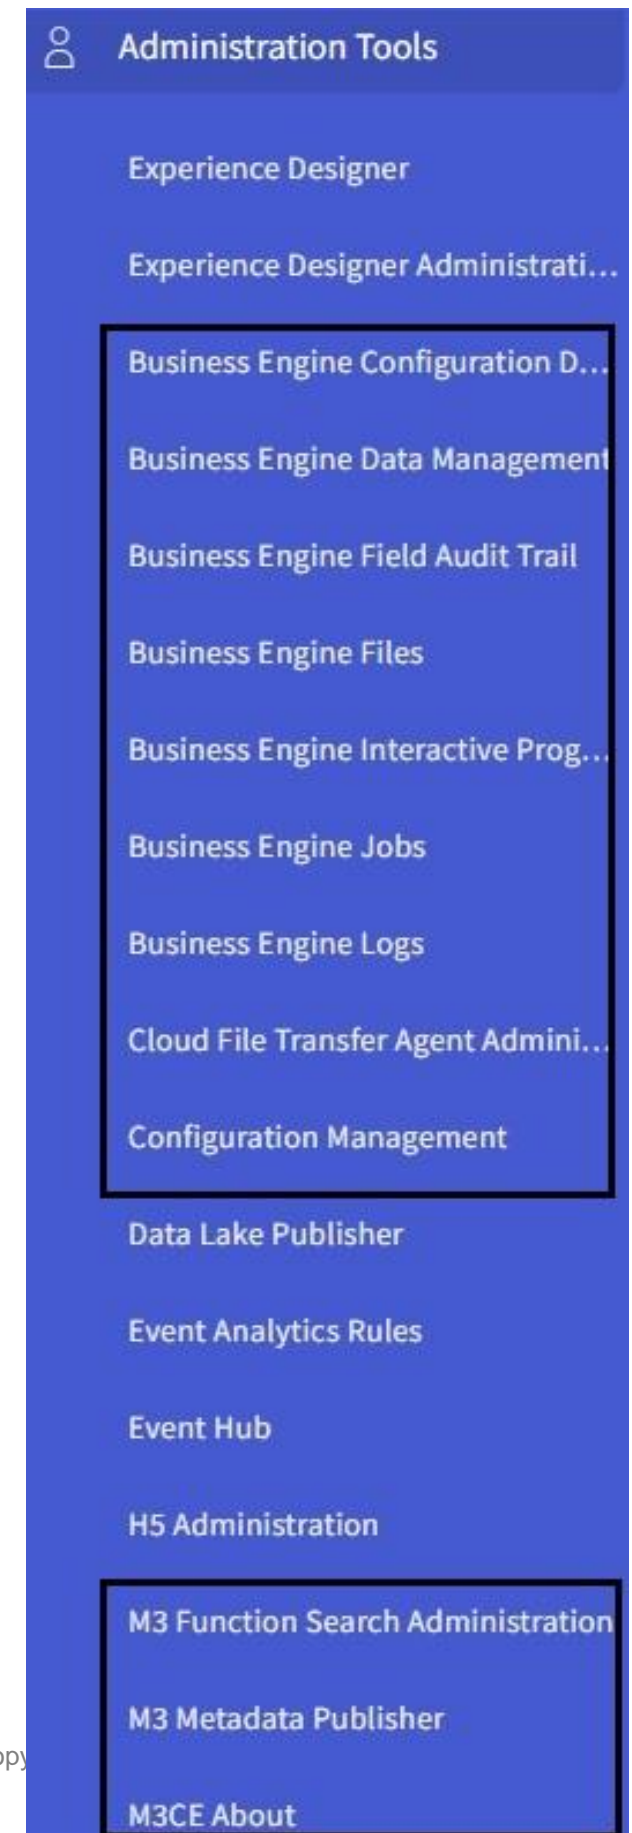 Administration Tools
Experience Designer
Experience Designer Administrati...
Business Engine Configuration D...
Business Engine Data Management
Business Engine Field Audit Trail
Business Engine Files
Business Engine Interactive Prog...
Business Engine Jobs
Business Engine Logs
Cloud File Transfer Agent Admini...
Configuration Management
Data Lake Publisher
Event Analytics Rules
Event Hub
H5 Administration
M3 Function Search Administration
M3 Metadata Publisher
M3CE About